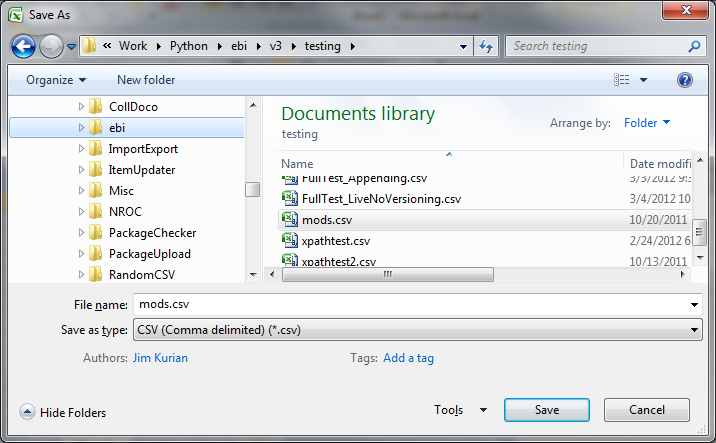 Save As
« Work Python ebi v3 testing Search testing
Organize New folder
CollDoco
ebi
ImportExport
ItemUpdater
Misc
NROC
PackageChecker
PackageUpload
RandomCSV
Documents library
testing
Arrange by: Folder
Name Date modifi
FullTest_Appending.csv 3/3/2012 9:
FullTest_LiveNoVersioning.csv 3/4/2012 10
mods.csv 10/20/2011
xpathtest.csv 2/24/2012 6
xpathtest2.csv 10/13/2011
File name: mods.csv
Save as type: CSV (Comma delimited) (*.csv)
Authors: Jim Kurian Tags: Add a tag
Hide Folders Tools Save Cancel